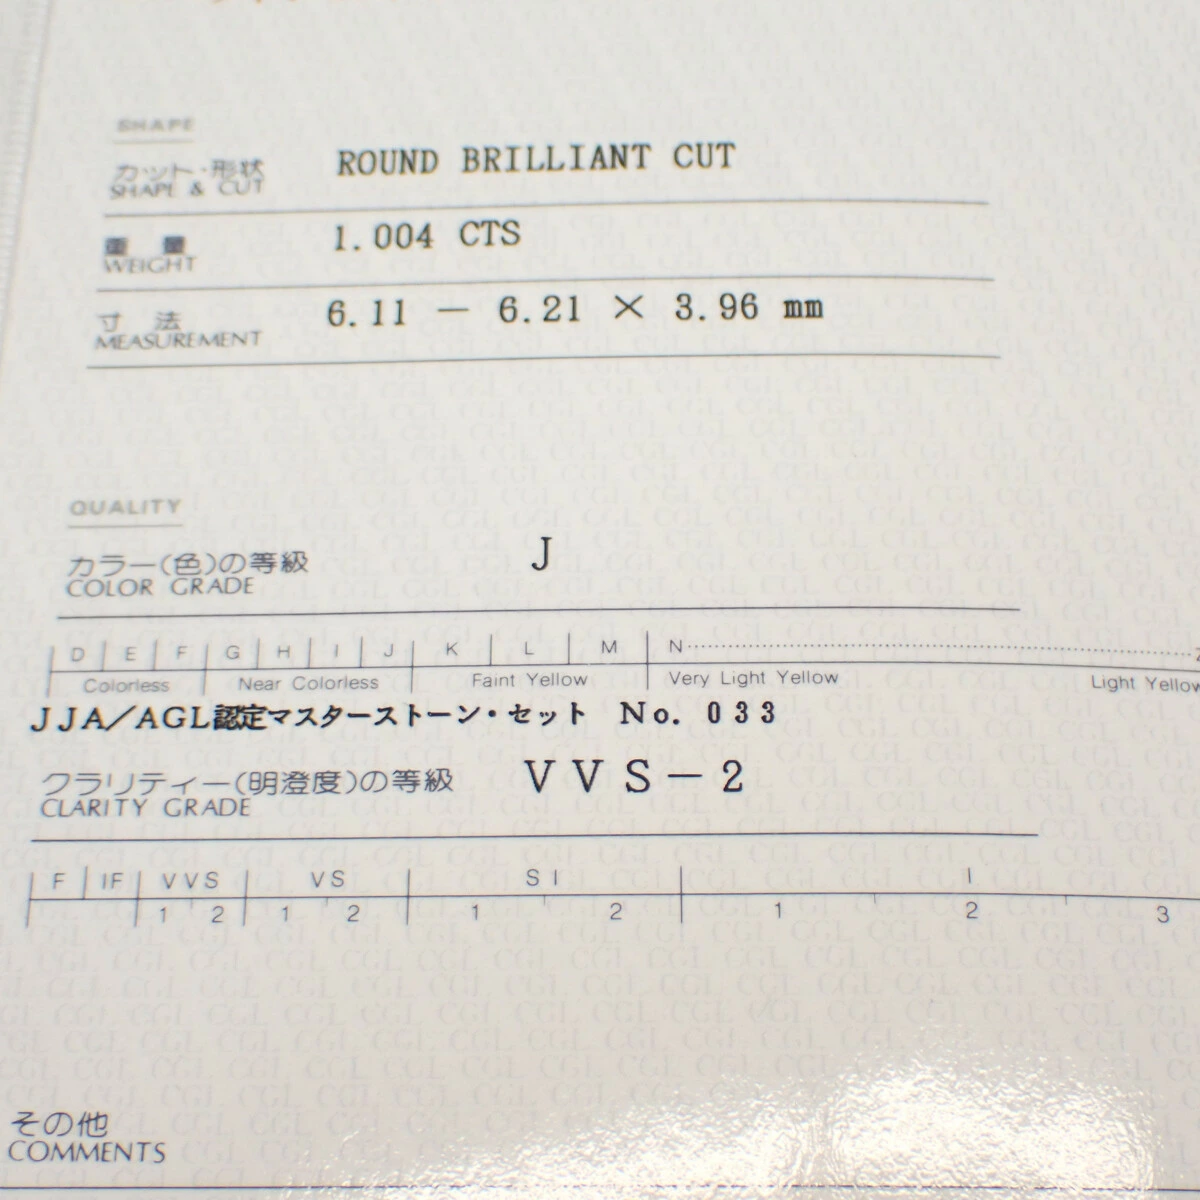 SHAPE
カット・形状 ROUND BRILLIANT CUT
SHAPE & CUT
重量 1.004 CTS
WEIGHT
寸法 6.11 － 6.21 × 3.96 mm
MEASUREMENT
QUALITY
カラー(色)の等級 J
COLOR GRADE
D E F G H I J K L M N
Colorless Near Colorless Faint Yellow Very Light Yellow Light Yellow
JJA／AGL認定マスターストーン・セット No. 033
クラリティー(明澄度)の等級 VVS－2
CLARITY GRADE
F IF VVS VS SI I
1 2 1 2 1 2 1 2 3
その他
COMMENTS